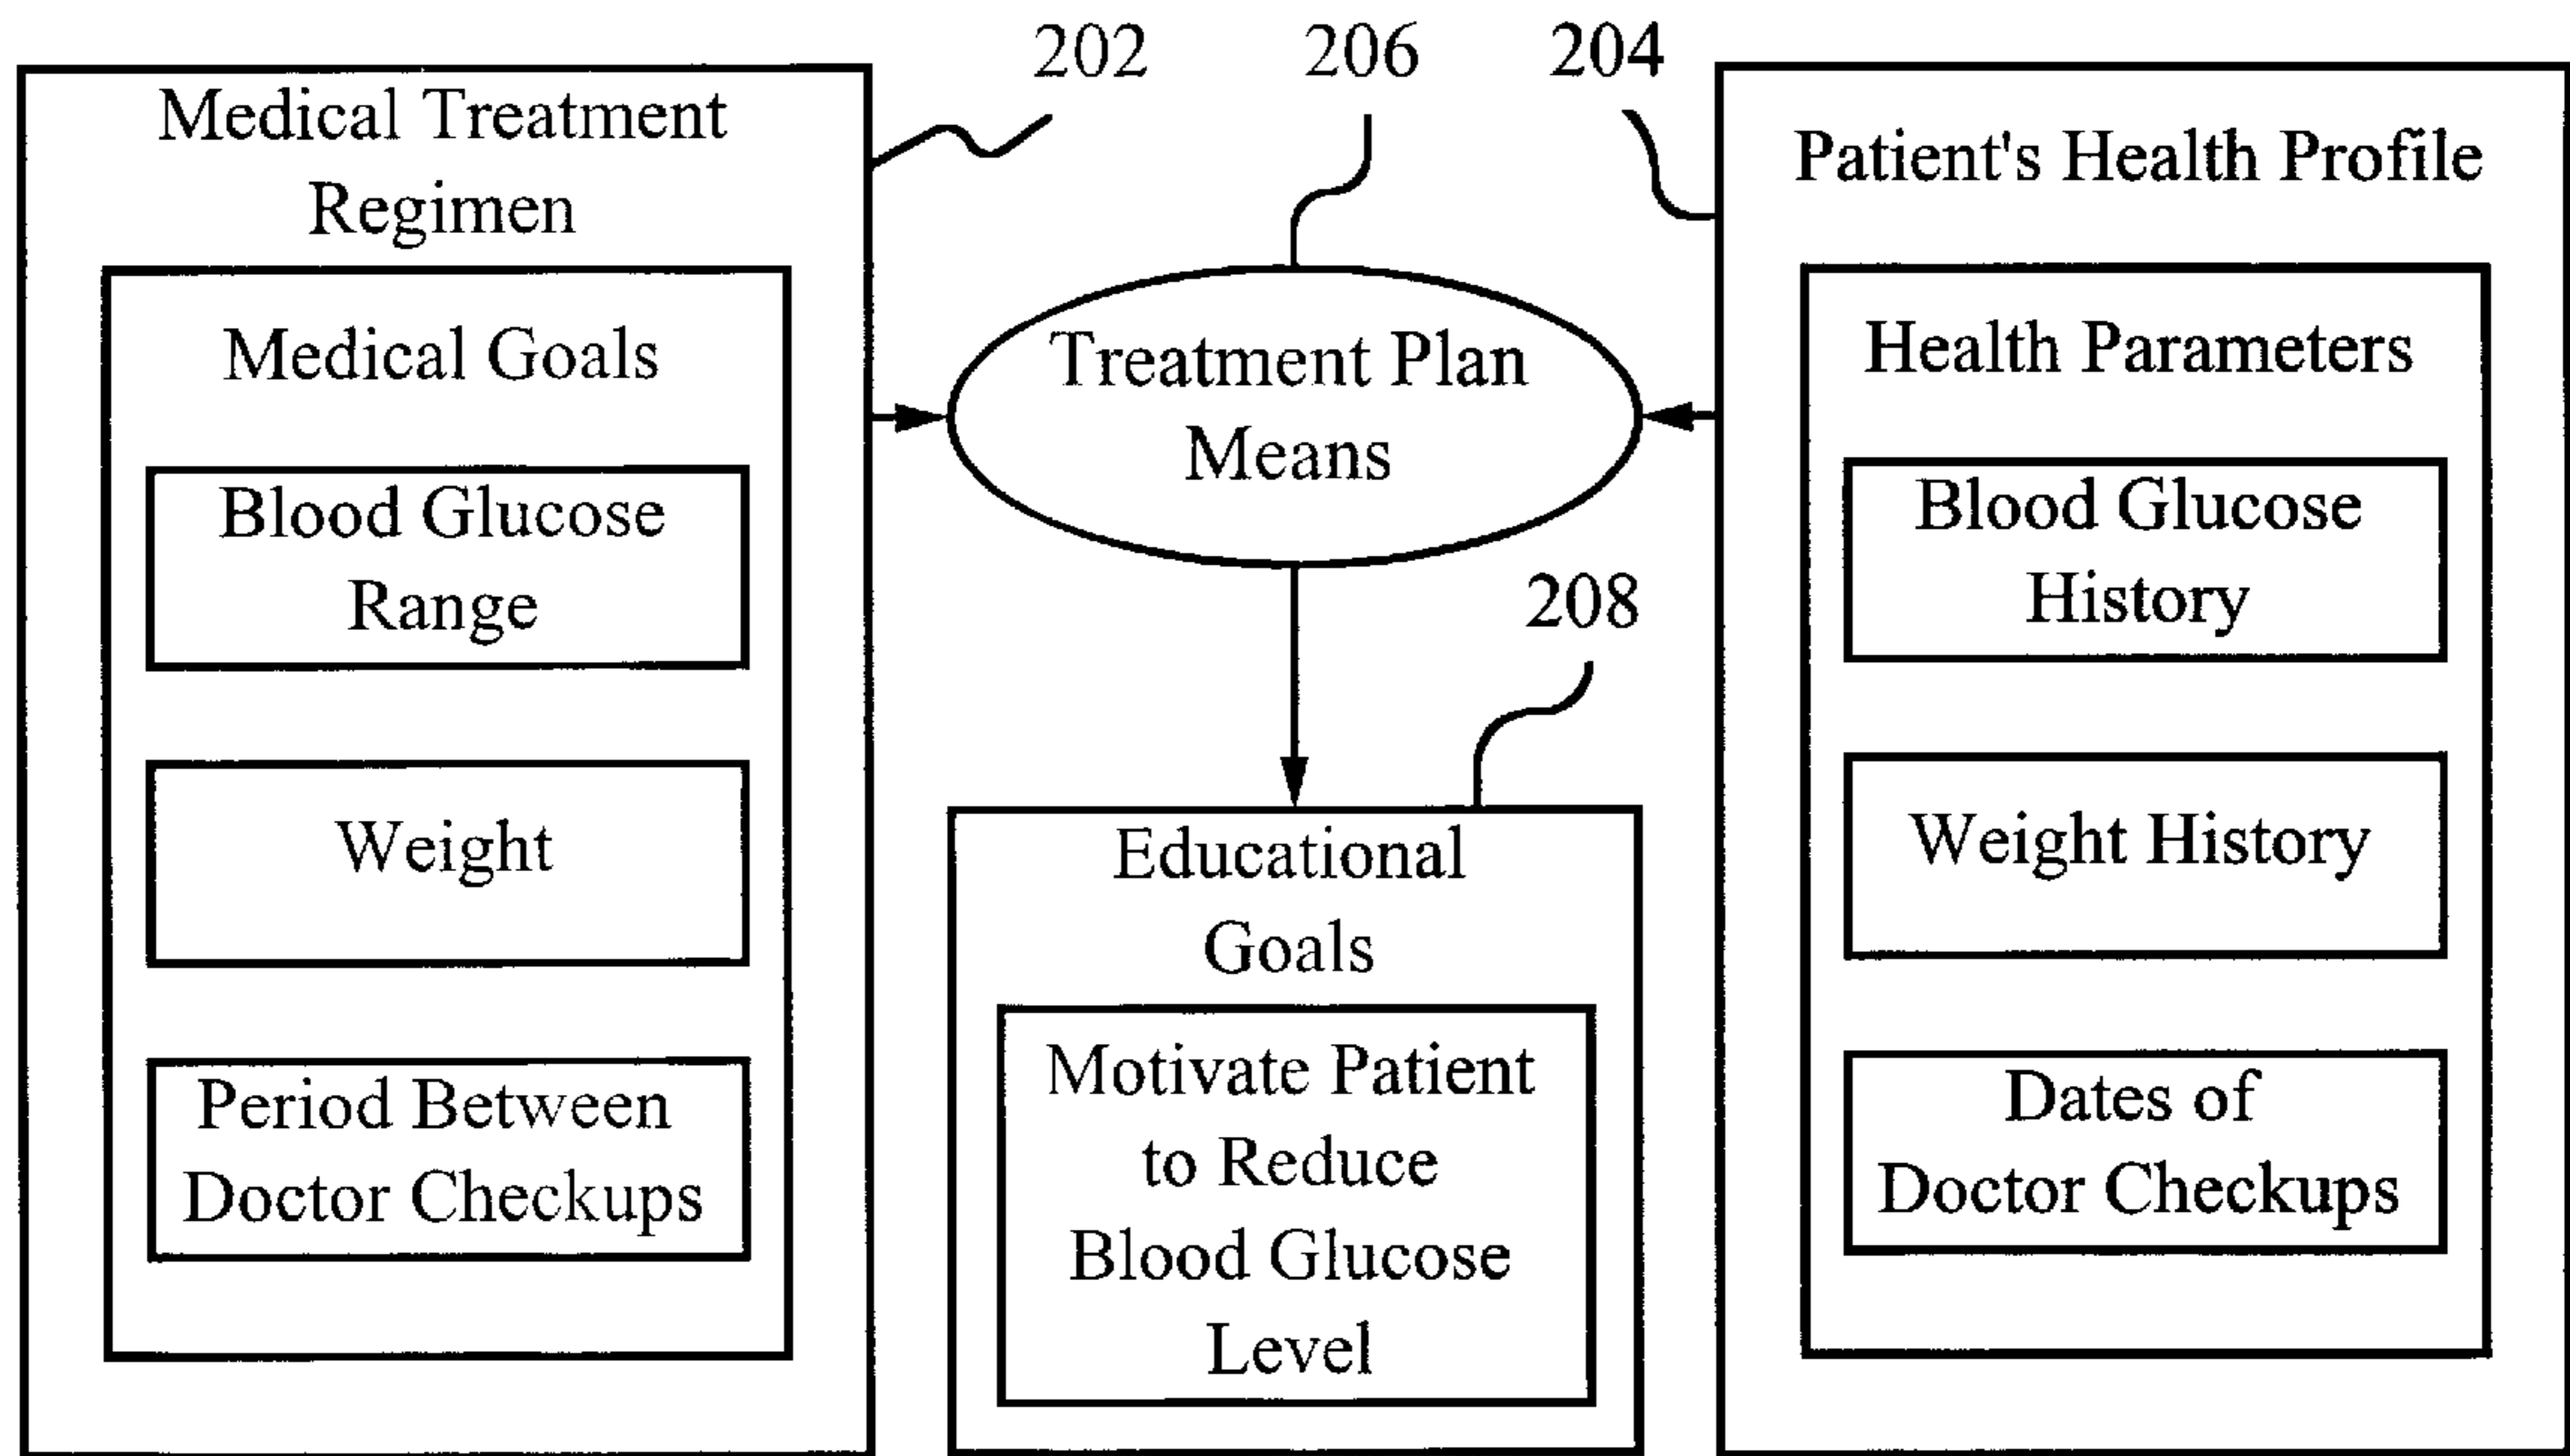 202
206
204
Medical Treatment
Regimen
Medical Goals
Blood Glucose
Range
Weight
Period Between
Doctor Checkups
Treatment Plan
Means
208
Educational
Goals
Motivate Patient
to Reduce
Blood Glucose
Level
Patient's Health Profile
Health Parameters
Blood Glucose
History
Weight History
Dates of
Doctor Checkups